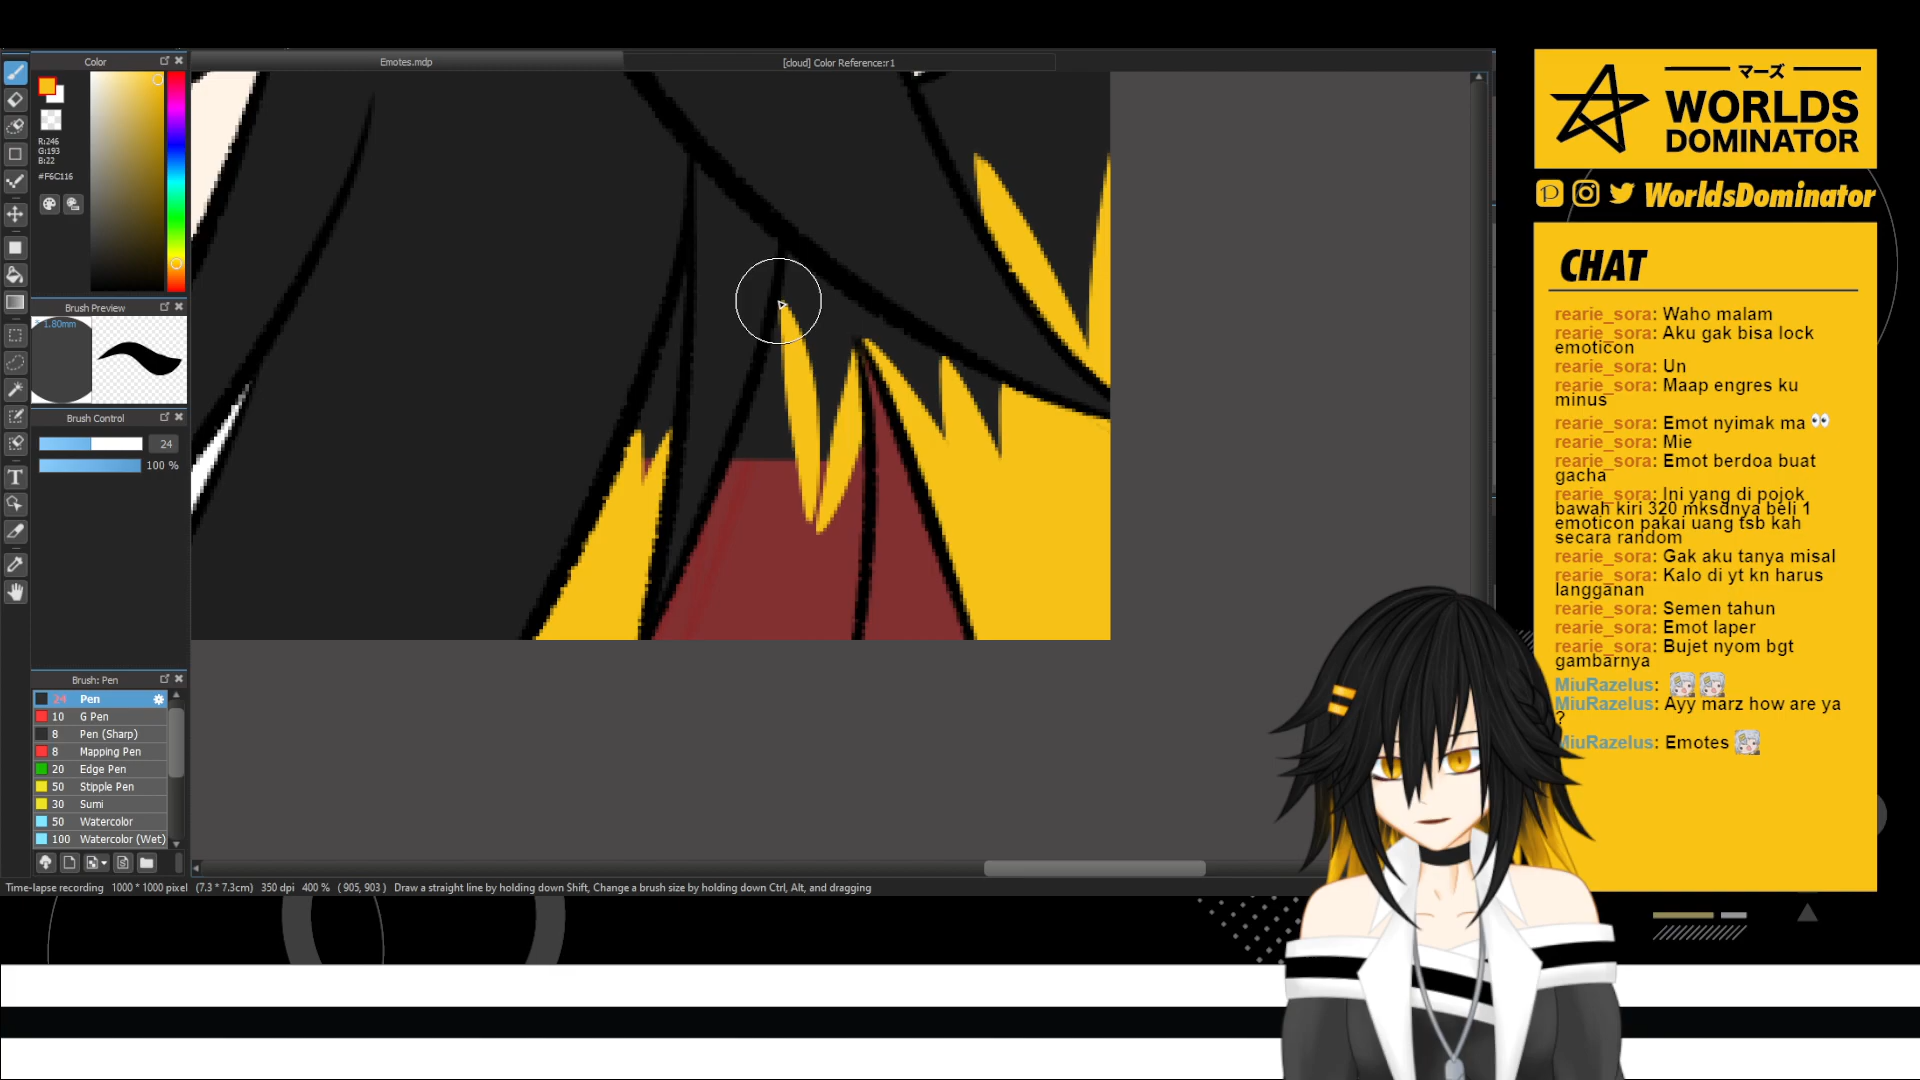 Color
R:246
G:193
B:22
#F6C116
Brush Preview
1.80mm
Brush Control
24
100 %
Brush: Pen
24 Pen
10 G Pen
8 Pen (Sharp)
8 Mapping Pen
20 Edge Pen
50 Stipple Pen
30 Sumi
50 Watercolor
100 Watercolor (Wet)
Emotes.mdp
[cloud] Color Reference:r1
Time-lapse recording 1000 * 1000 pixel (7.3 * 7.3cm) 350 dpi 400 % ( 905, 903 ) Draw a straight line by holding down Shift, Change a brush size by holding down Ctrl, Alt, and dragging
マーズ
WORLDS
DOMINATOR
WorldsDominator
CHAT
rearie_sora: Waho malam
rearie_sora: Aku gak bisa lock
emoticon
rearie_sora: Un
rearie_sora: Maap engres ku
minus
rearie_sora: Emot nyimak ma 👀
rearie_sora: Mie
rearie_sora: Emot berdoa buat
gacha
rearie_sora: Ini yang di pojok
bawah kiri 320 mksdnya beli 1
emoticon pakai uang tsb kah
secara random
rearie_sora: Gak aku tanya misal
rearie_sora: Kalo di yt kn harus
langganan
rearie_sora: Semen tahun
rearie_sora: Emot laper
rearie_sora: Bujet nyom bgt
gambarnya
MiuRazelus:
MiuRazelus: Ayy marz how are ya
?
MiuRazelus: Emotes